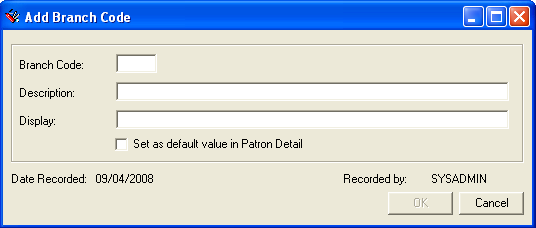 Add Branch Code
Branch Code:
Description:
Display:
Set as default value in Patron Detail
Date Recorded: 09/04/2008 Recorded by: SYSADMIN
OK Cancel